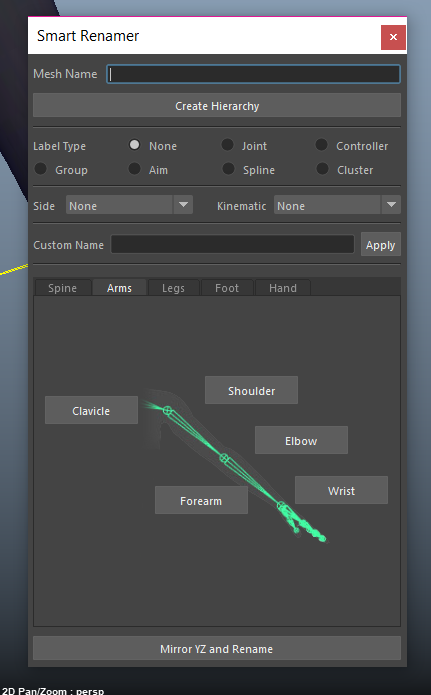 Smart Renamer
Mesh Name
Create Hierarchy
Label Type None Joint Controller
Group Aim Spline Cluster
Side None Kinematic None
Custom Name Apply
Spine Arms Legs Foot Hand
Shoulder
Clavicle
Elbow
Wrist
Forearm
Mirror YZ and Rename
2D Pan/Zoom : persp